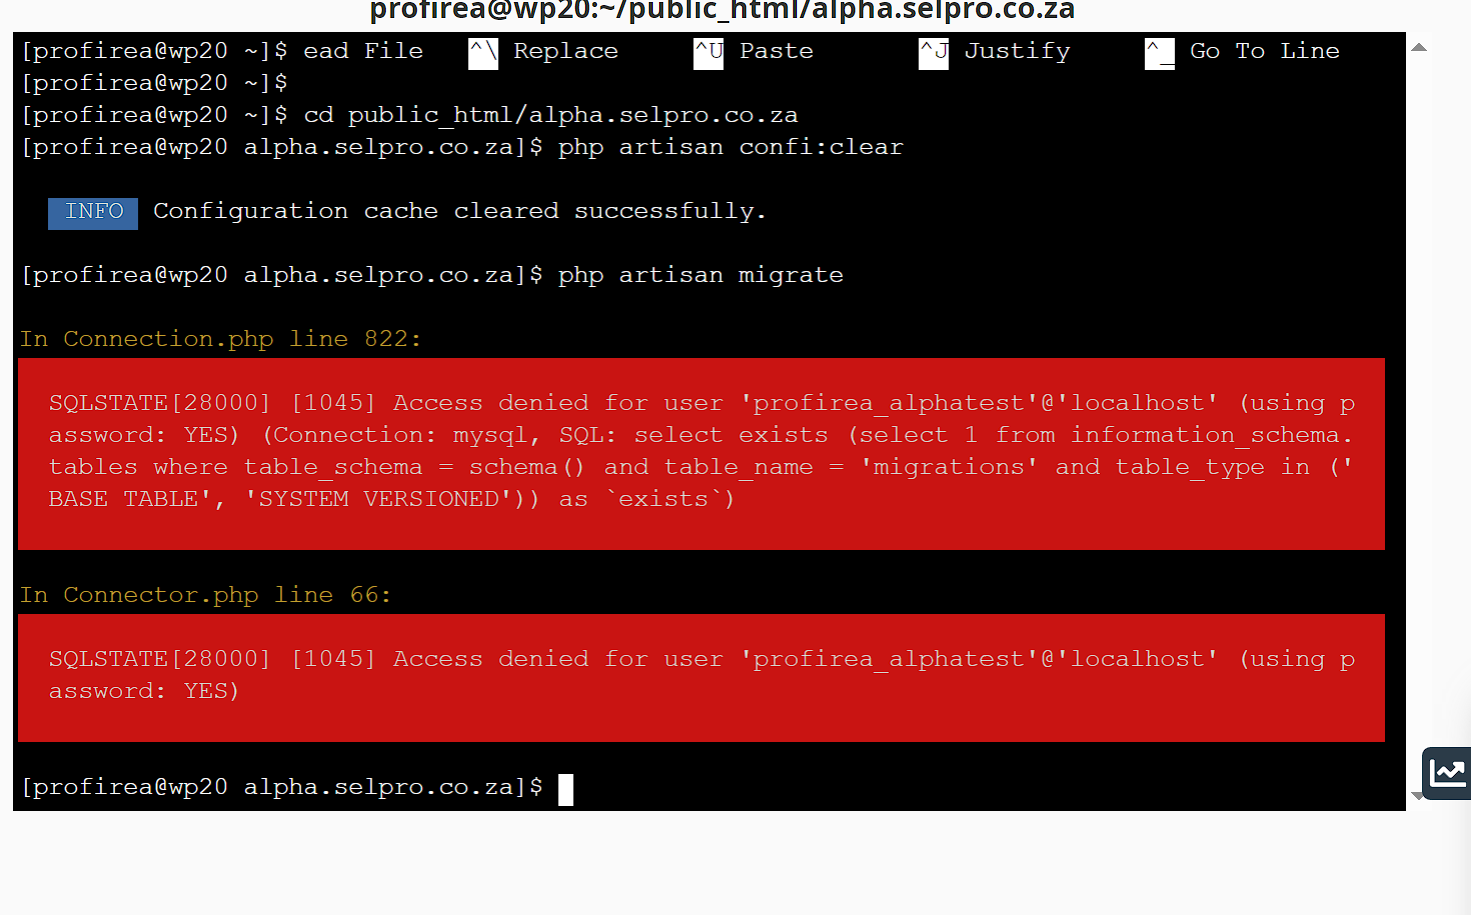 profirea@wp20:~/public_html/alpha.selpro.co.za
[profirea@wp20 ~]$ ead File   ^\ Replace     ^U Paste       ^J Justify     ^_ Go To Line
[profirea@wp20 ~]$
[profirea@wp20 ~]$ cd public_html/alpha.selpro.co.za
[profirea@wp20 alpha.selpro.co.za]$ php artisan confi:clear
INFO Configuration cache cleared successfully.
[profirea@wp20 alpha.selpro.co.za]$ php artisan migrate
In Connection.php line 822:
SQLSTATE[28000] [1045] Access denied for user 'profirea_alphatest'@'localhost' (using p
assword: YES) (Connection: mysql, SQL: select exists (select 1 from information_schema.
tables where table_schema = schema() and table_name = 'migrations' and table_type in ('
BASE TABLE', 'SYSTEM VERSIONED')) as `exists`)
In Connector.php line 66:
SQLSTATE[28000] [1045] Access denied for user 'profirea_alphatest'@'localhost' (using p
assword: YES)
[profirea@wp20 alpha.selpro.co.za]$